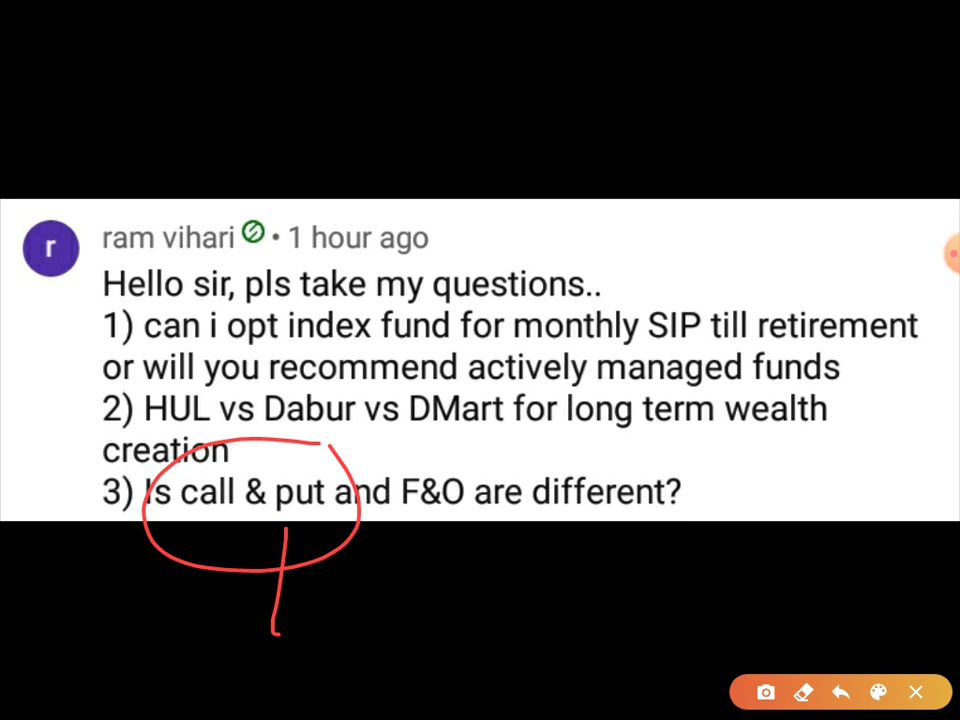 r
ram vihari • 1 hour ago
Hello sir, pls take my questions..
1) can i opt index fund for monthly SIP till retirement
or will you recommend actively managed funds
2) HUL vs Dabur vs DMart for long term wealth
creation
3) Is call & put and F&O are different?